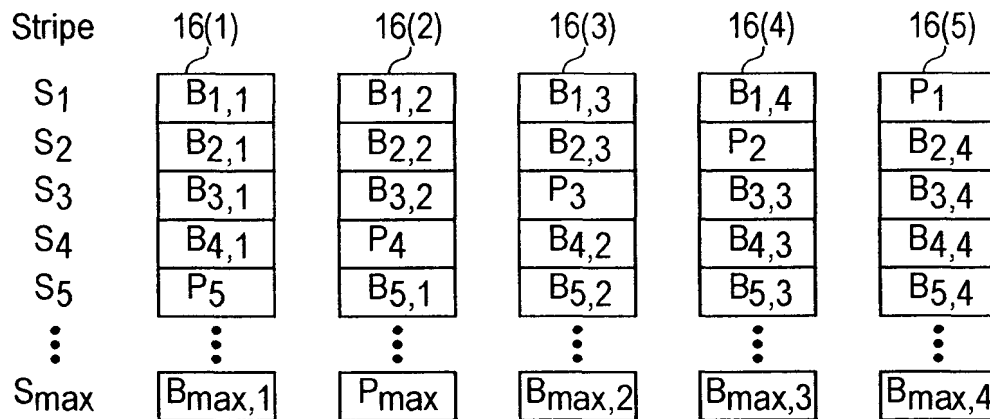 Stripe 16(1) 16(2) 16(3) 16(4) 16(5)
S1 B1,1 B1,2 B1,3 B1,4 P1
S2 B2,1 B2,2 B2,3 P2 B2,4
S3 B3,1 B3,2 P3 B3,3 B3,4
S4 B4,1 P4 B4,2 B4,3 B4,4
S5 P5 B5,1 B5,2 B5,3 B5,4
Smax Bmax,1 Pmax Bmax,2 Bmax,3 Bmax,4